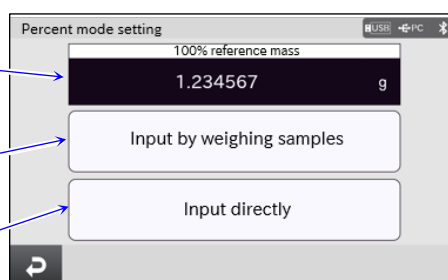 Percent mode setting
USB PC
100% reference mass
1.234567 g
Input by weighing samples
Input directly